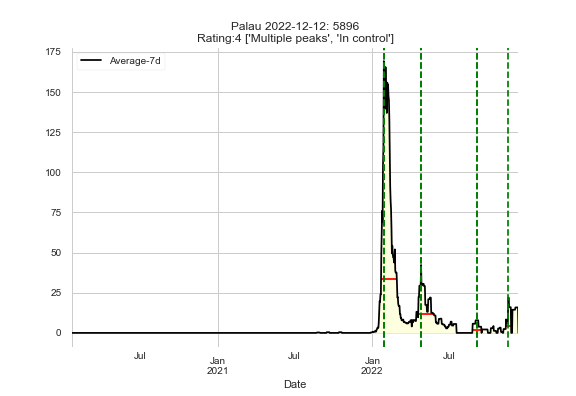 Palau 2022-12-12: 5896
Rating:4 ['Multiple peaks', 'In control']
Average-7d
175
150
125
100
75
50
25
0
Jul
Jan
2021
Jul
Jan
2022
Jul
Date